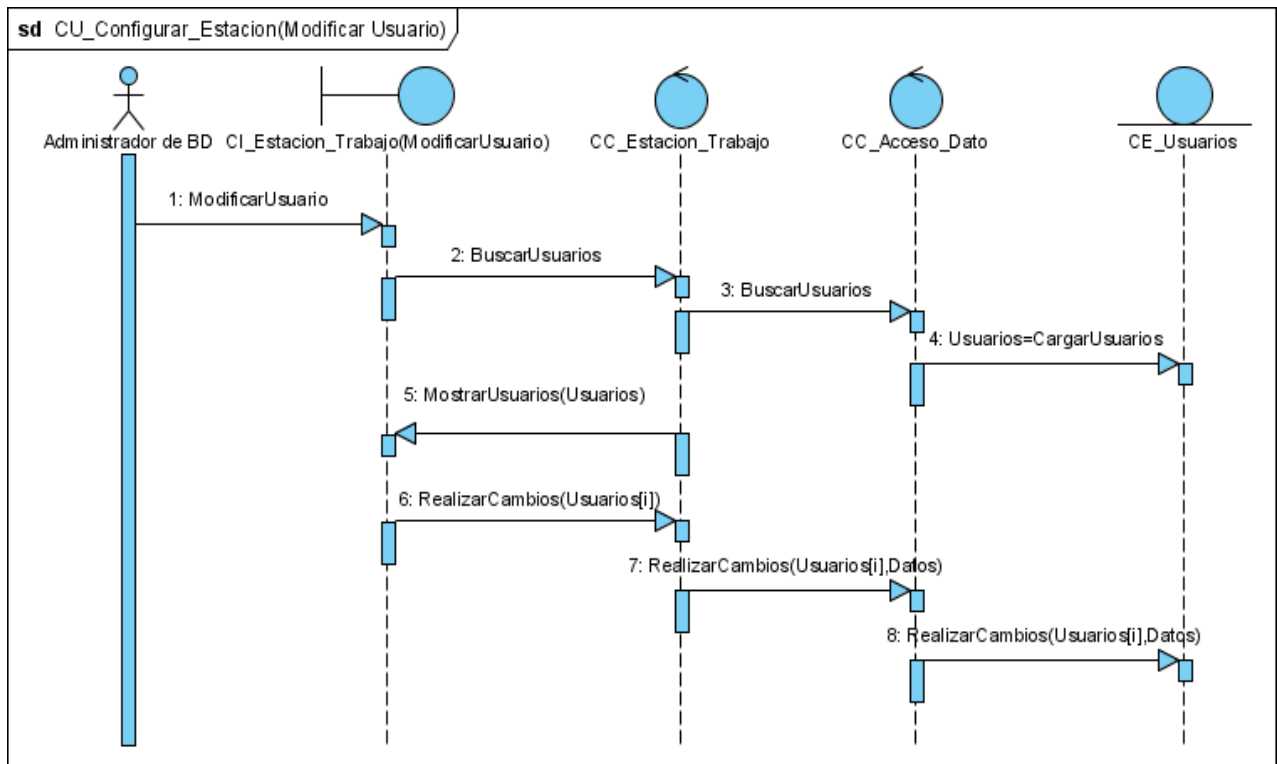 sd CU_Configurar_Estacion(Modificar Usuario)
Administrador de BD
CI_Estacion_Trabajo(ModificarUsuario)
CC_Estacion_Trabajo
CC_Acceso_Dato
CE_Usuarios
1: ModificarUsuario
2: BuscarUsuarios
3: BuscarUsuarios
4: Usuarios=CargarUsuarios
5: MostrarUsuarios(Usuarios)
6: RealizarCambios(Usuarios[i])
7: RealizarCambios(Usuarios[i],Datos)
8: RealizarCambios(Usuarios[i],Datos)